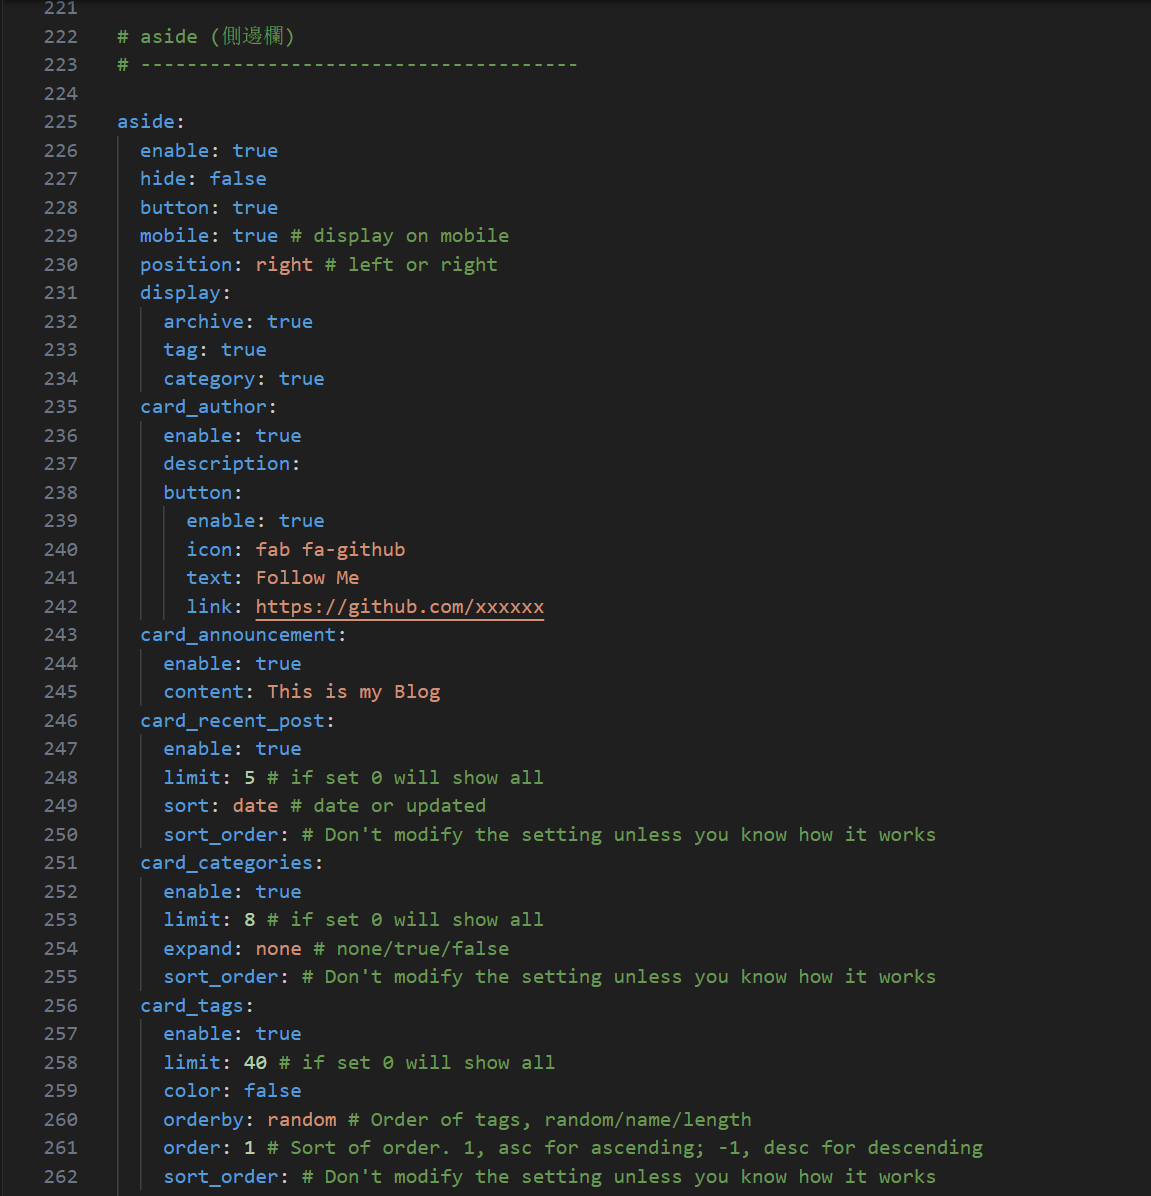 221
222 # aside (側邊欄)
223 # --------------------------------------
224
225 aside:
226   enable: true
227   hide: false
228   button: true
229   mobile: true # display on mobile
230   position: right # left or right
231   display:
232     archive: true
233     tag: true
234     category: true
235   card_author:
236     enable: true
237     description:
238     button:
239       enable: true
240       icon: fab fa-github
241       text: Follow Me
242       link: https://github.com/xxxxxx
243   card_announcement:
244     enable: true
245     content: This is my Blog
246   card_recent_post:
247     enable: true
248     limit: 5 # if set 0 will show all
249     sort: date # date or updated
250     sort_order: # Don't modify the setting unless you know how it works
251   card_categories:
252     enable: true
253     limit: 8 # if set 0 will show all
254     expand: none # none/true/false
255     sort_order: # Don't modify the setting unless you know how it works
256   card_tags:
257     enable: true
258     limit: 40 # if set 0 will show all
259     color: false
260     orderby: random # Order of tags, random/name/length
261     order: 1 # Sort of order. 1, asc for ascending; -1, desc for descending
262     sort_order: # Don't modify the setting unless you know how it works